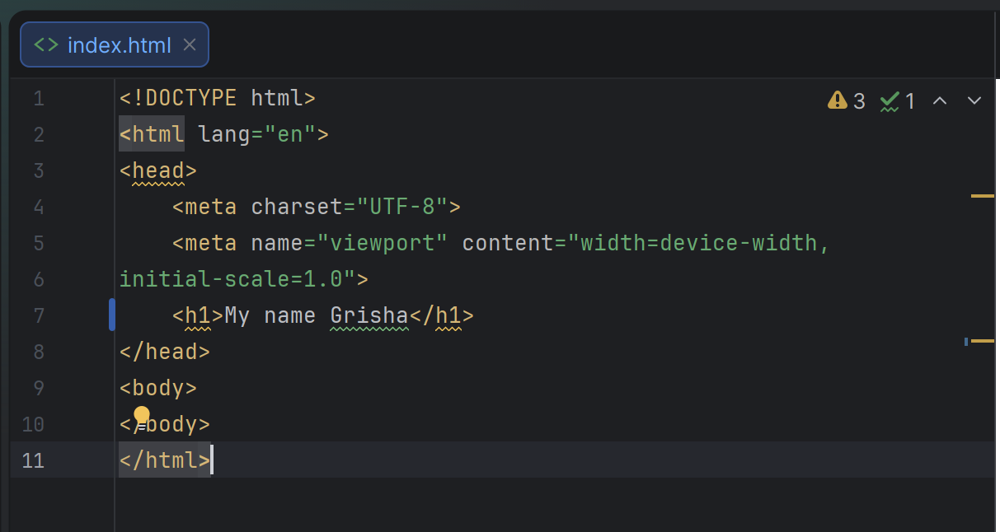 index.html
3 1
1 <!DOCTYPE html>
2 <html lang="en">
3 <head>
4     <meta charset="UTF-8">
5     <meta name="viewport" content="width=device-width,
6 initial-scale=1.0">
7     <h1>My name Grisha</h1>
8 </head>
9 <body>
10 </body>
11 </html>